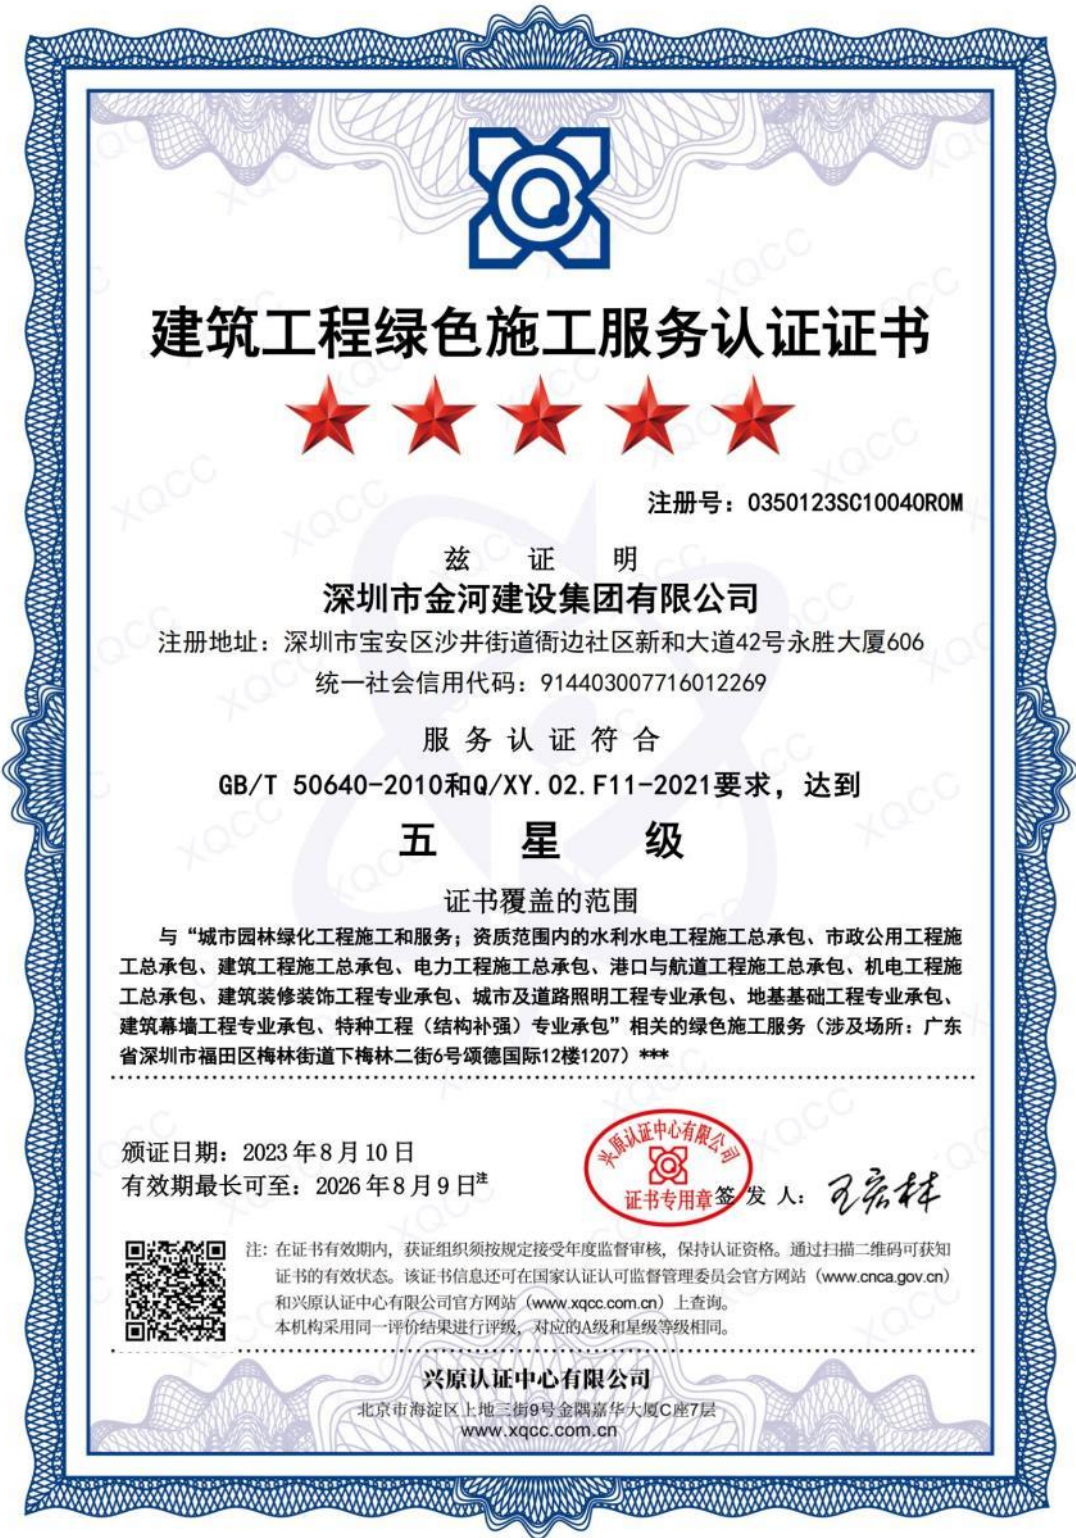 建筑工程绿色施工服务认证证书
注册号：0350123SC10040R0M
兹证明
深圳市金河建设集团有限公司
注册地址：深圳市宝安区沙井街道衙边社区新和大道42号永胜大厦606
统一社会信用代码：914403007716012269
服务认证符合
GB/T 50640-2010和Q/XY.02.F11-2021要求，达到
五星级
证书覆盖的范围
与“城市园林绿化工程施工和服务；资质范围内的水利水电工程施工总承包、市政公用工程施
工总承包、建筑工程施工总承包、电力工程施工总承包、港口与航道工程施工总承包、机电工程施
工总承包、建筑装修装饰工程专业承包、城市及道路照明工程专业承包、地基基础工程专业承包、
建筑幕墙工程专业承包、特种工程（结构补强）专业承包”相关的绿色施工服务（涉及场所：广东
省深圳市福田区梅林街道下梅林二街6号颂德国际12楼1207）***
颁证日期：2023年8月10日
有效期最长可至：2026年8月9日注
兴原认证中心有限公司
证书专用章
签发人：王宏林
注：在证书有效期内，获证组织须按规定接受年度监督审核，保持认证资格。通过扫描二维码可获知
证书的有效状态。该证书信息还可在国家认证认可监督管理委员会官方网站（www.cnca.gov.cn）
和兴原认证中心有限公司官方网站（www.xqcc.com.cn）上查询。
本机构采用同一评价结果进行评级，对应的A级和星级等级相同。
兴原认证中心有限公司
北京市海淀区上地三街9号金隅嘉华大厦C座7层
www.xqcc.com.cn